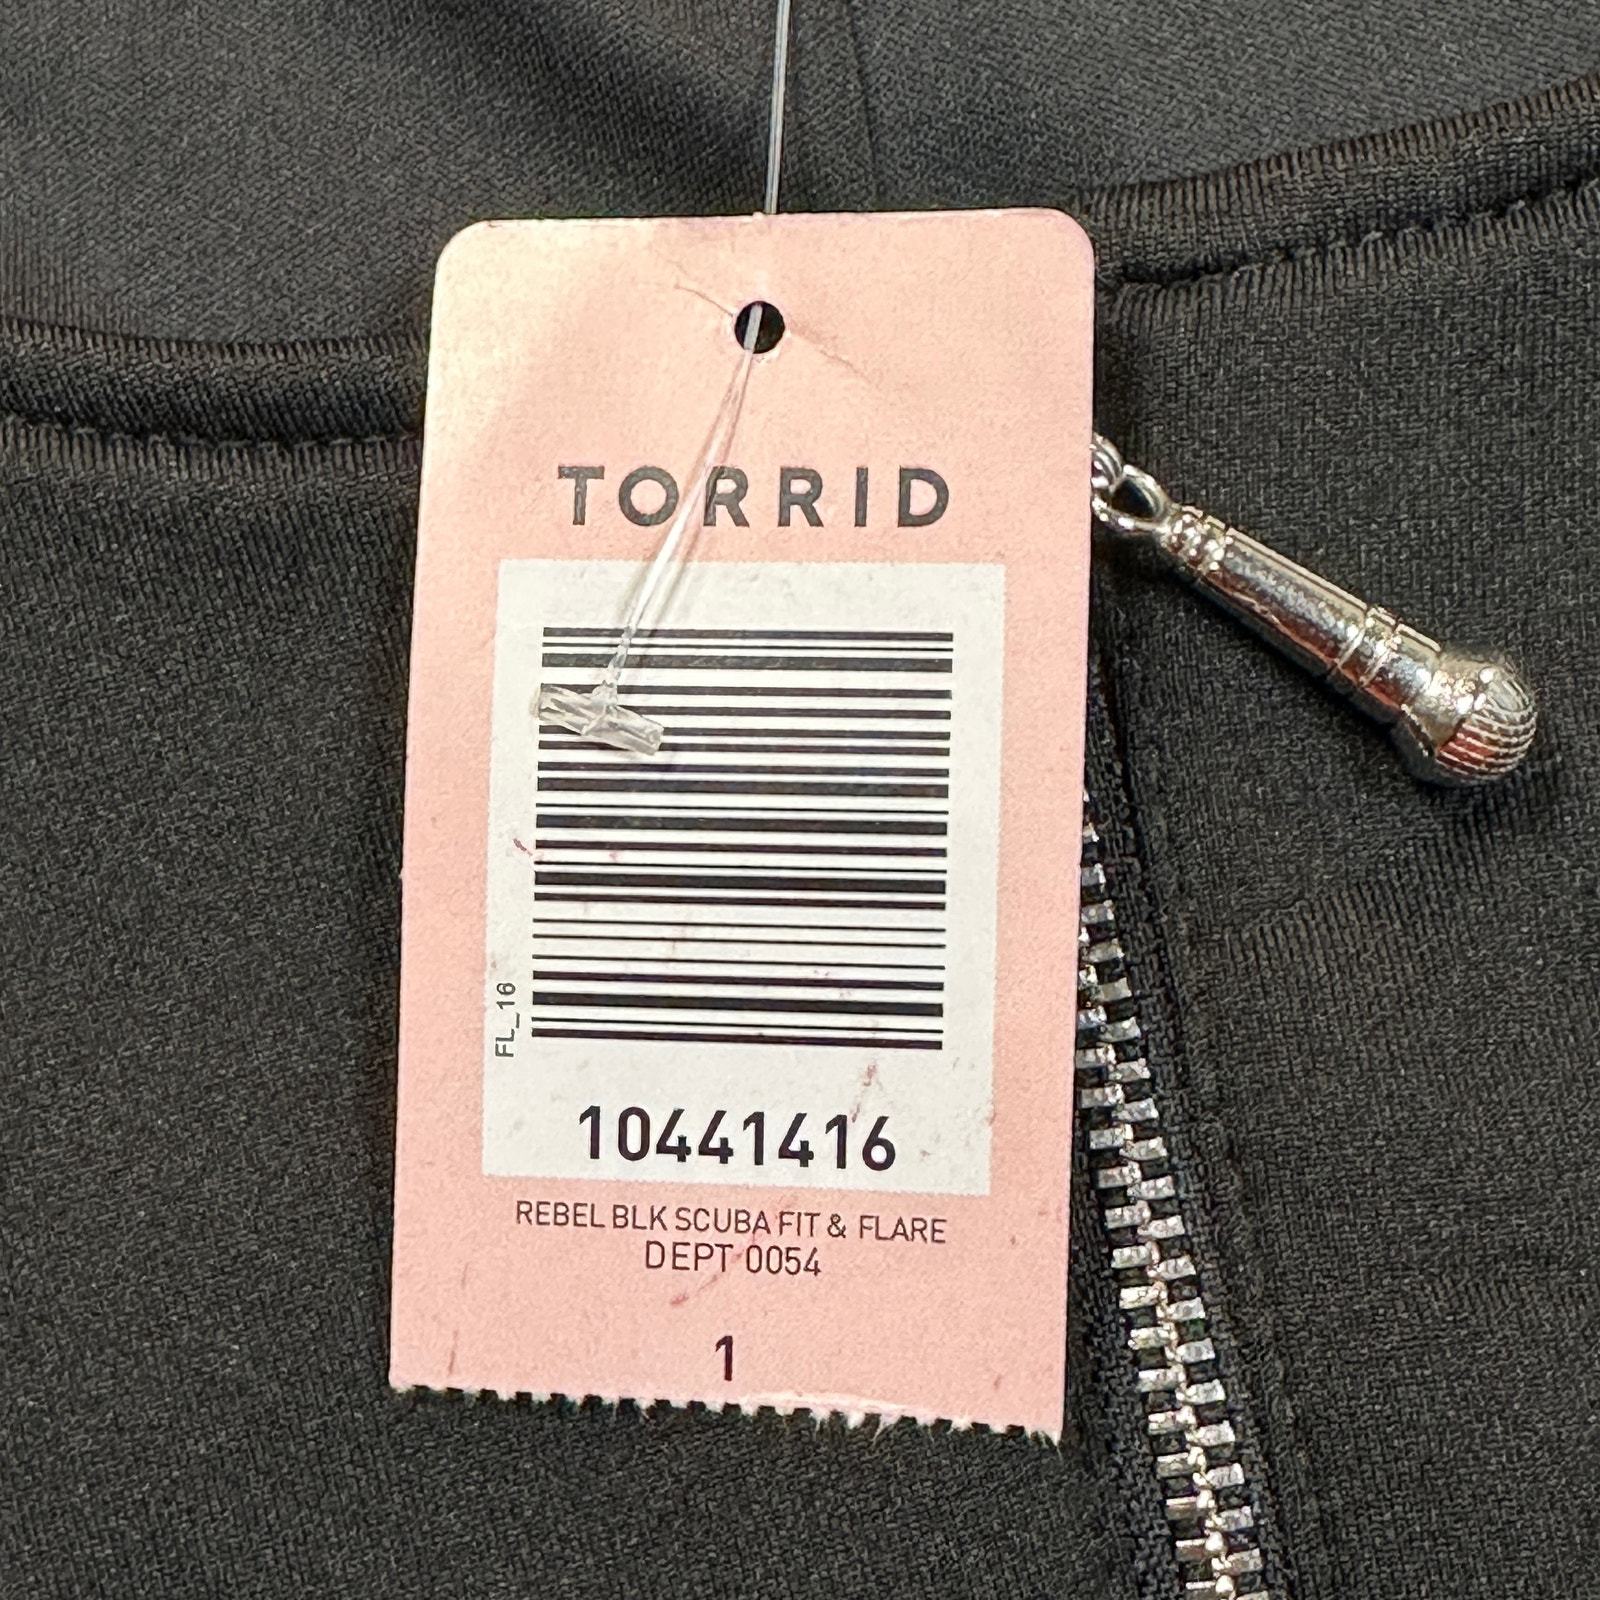 TORRID
FL_16
10441416
REBEL BLK SCUBA FIT & FLARE
DEPT 0054
1